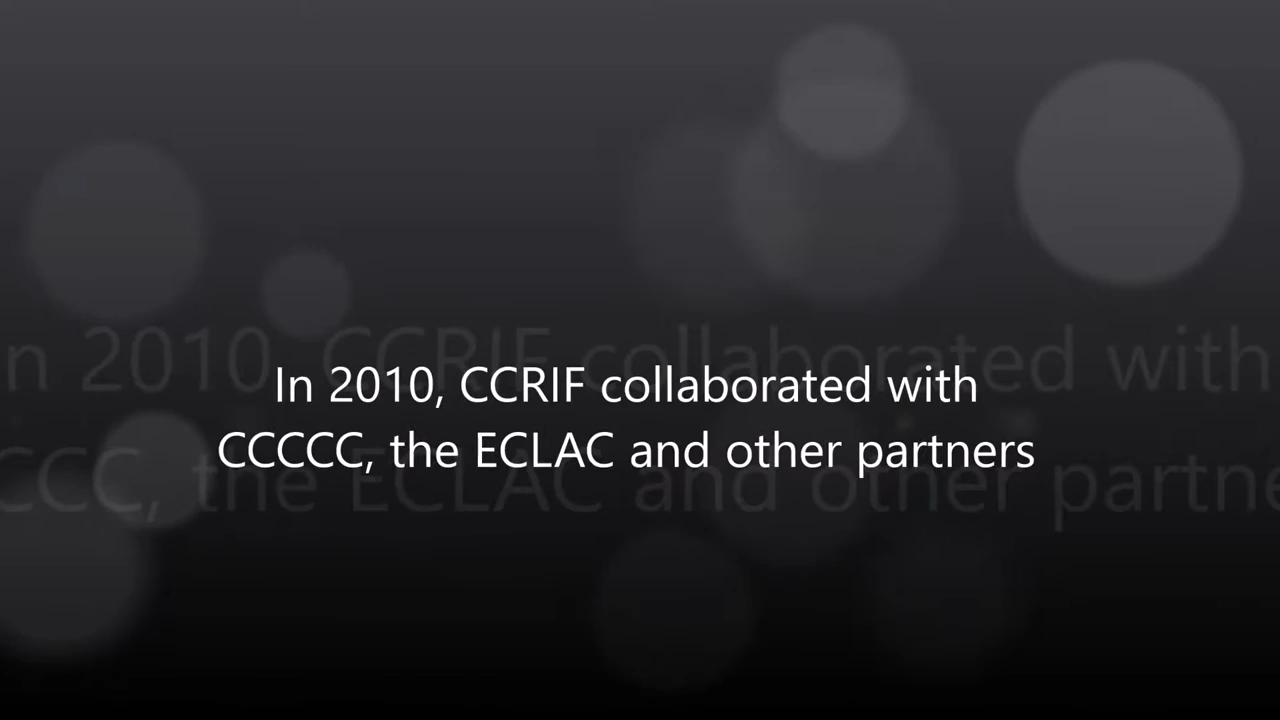 In 2010, CCRIF collaborated with
CCCCC, the ECLAC and other partners